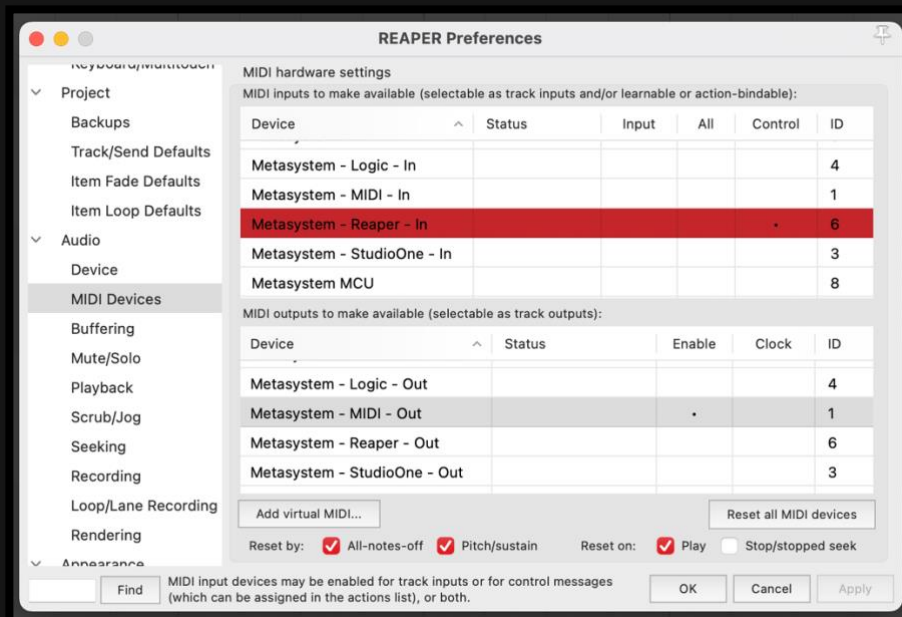 REAPER Preferences
Keyboard/Multitouch
Project
Backups
Track/Send Defaults
Item Fade Defaults
Item Loop Defaults
Audio
Device
MIDI Devices
Buffering
Mute/Solo
Playback
Scrub/Jog
Seeking
Recording
Loop/Lane Recording
Rendering
Appearance
Find
MIDI hardware settings
MIDI inputs to make available (selectable as track inputs and/or learnable or action-bindable):
Device Status Input All Control ID
Metasystem - Logic - In 4
Metasystem - MIDI - In 1
Metasystem - Reaper - In • 6
Metasystem - StudioOne - In 3
Metasystem MCU 8
MIDI outputs to make available (selectable as track outputs):
Device Status Enable Clock ID
Metasystem - Logic - Out 4
Metasystem - MIDI - Out • 1
Metasystem - Reaper - Out 6
Metasystem - StudioOne - Out 3
Add virtual MIDI... Reset all MIDI devices
Reset by: All-notes-off Pitch/sustain Reset on: Play Stop/stopped seek
MIDI input devices may be enabled for track inputs or for control messages
(which can be assigned in the actions list), or both.
OK Cancel Apply